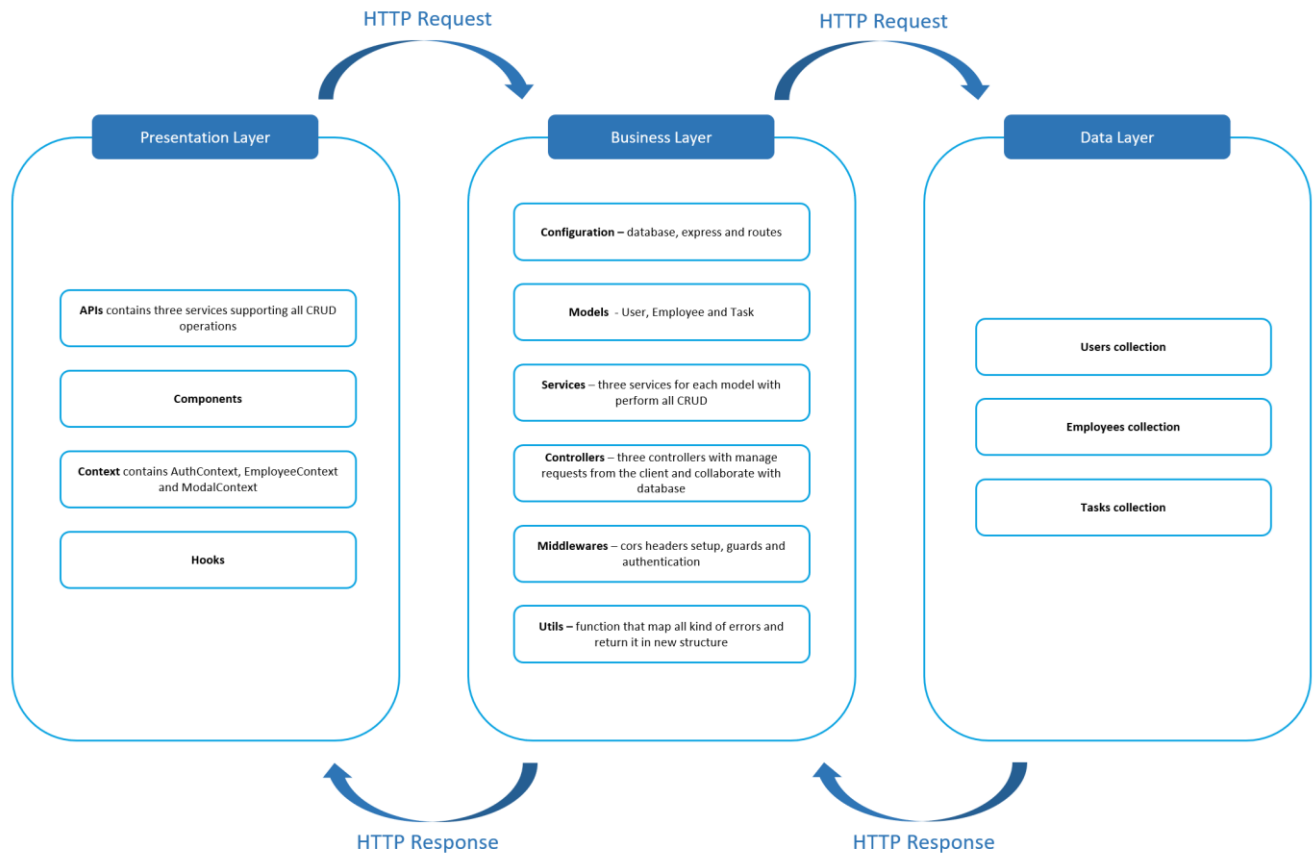 HTTP Request
HTTP Request
Presentation Layer
APIs contains three services supporting all CRUD
operations
Components
Context contains AuthContext, EmployeeContext
and ModalContext
Hooks
Business Layer
Configuration – database, express and routes
Models - User, Employee and Task
Services – three services for each model with
perform all CRUD
Controllers – three controllers with manage
requests from the client and collaborate with
database
Middlewares – cors headers setup, guards and
authentication
Utils – function that map all kind of errors and
return it in new structure
Data Layer
Users collection
Employees collection
Tasks collection
HTTP Response
HTTP Response